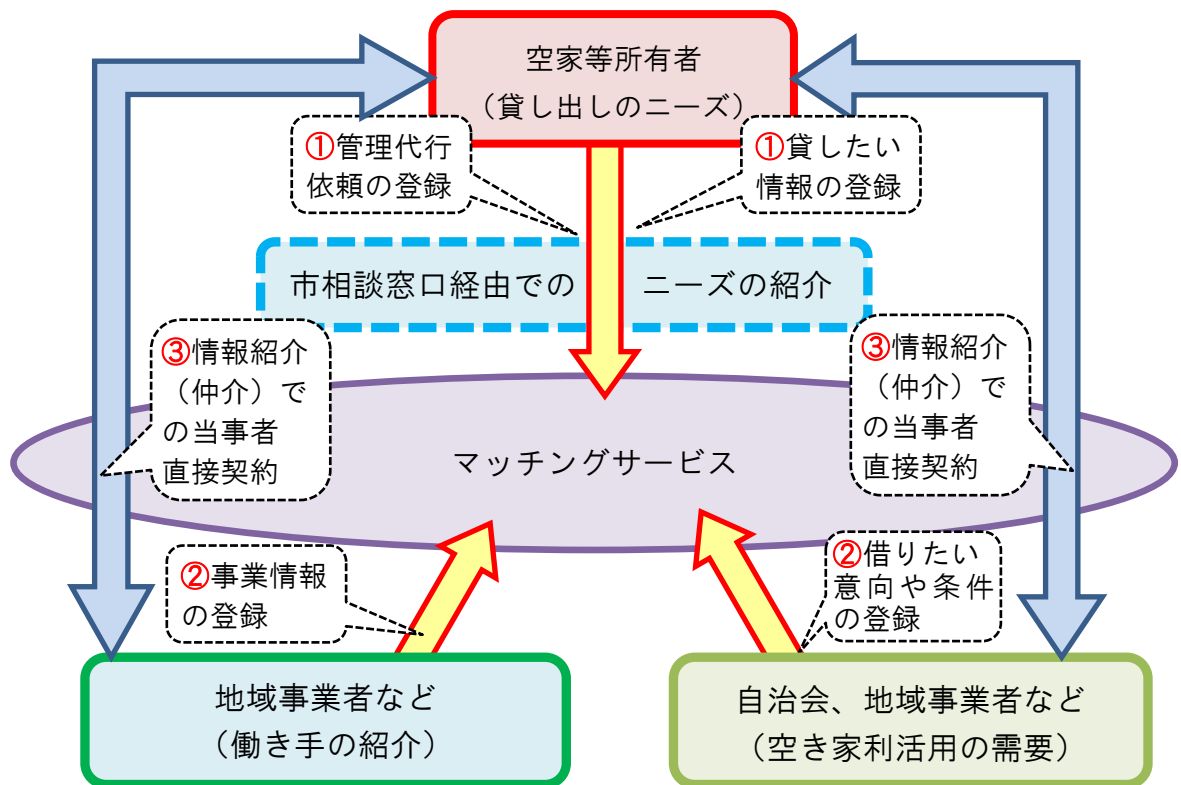 空家等所有者
（貸し出しのニーズ）
①管理代行
依頼の登録
①貸したい
情報の登録
市相談窓口経由での　ニーズの紹介
③情報紹介
（仲介）で
の当事者
直接契約
③情報紹介
（仲介）で
の当事者
直接契約
マッチングサービス
②事業情報
の登録
②借りたい
意向や条件
の登録
地域事業者など
（働き手の紹介）
自治会、地域事業者など
（空き家利活用の需要）